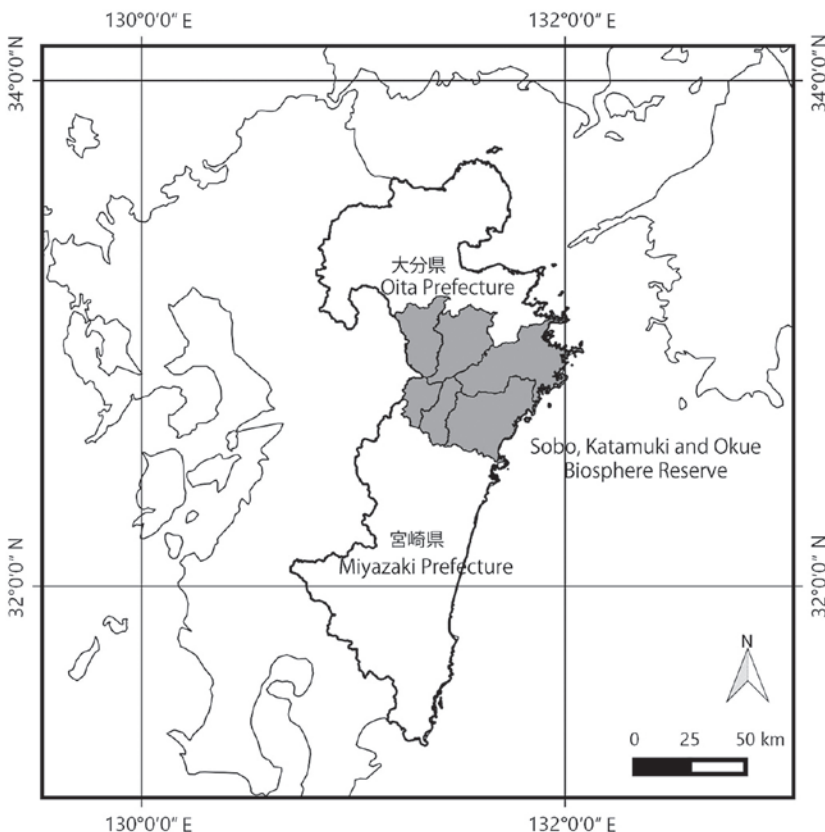 130°0'0" E
132°0'0" E
34°0'0" N
34°0'0" N
大分県
Oita Prefecture
Sobo, Katamuki and Okue
Biosphere Reserve
宮崎県
Miyazaki Prefecture
32°0'0" N
32°0'0" N
N
0 25 50 km
130°0'0" E
132°0'0" E